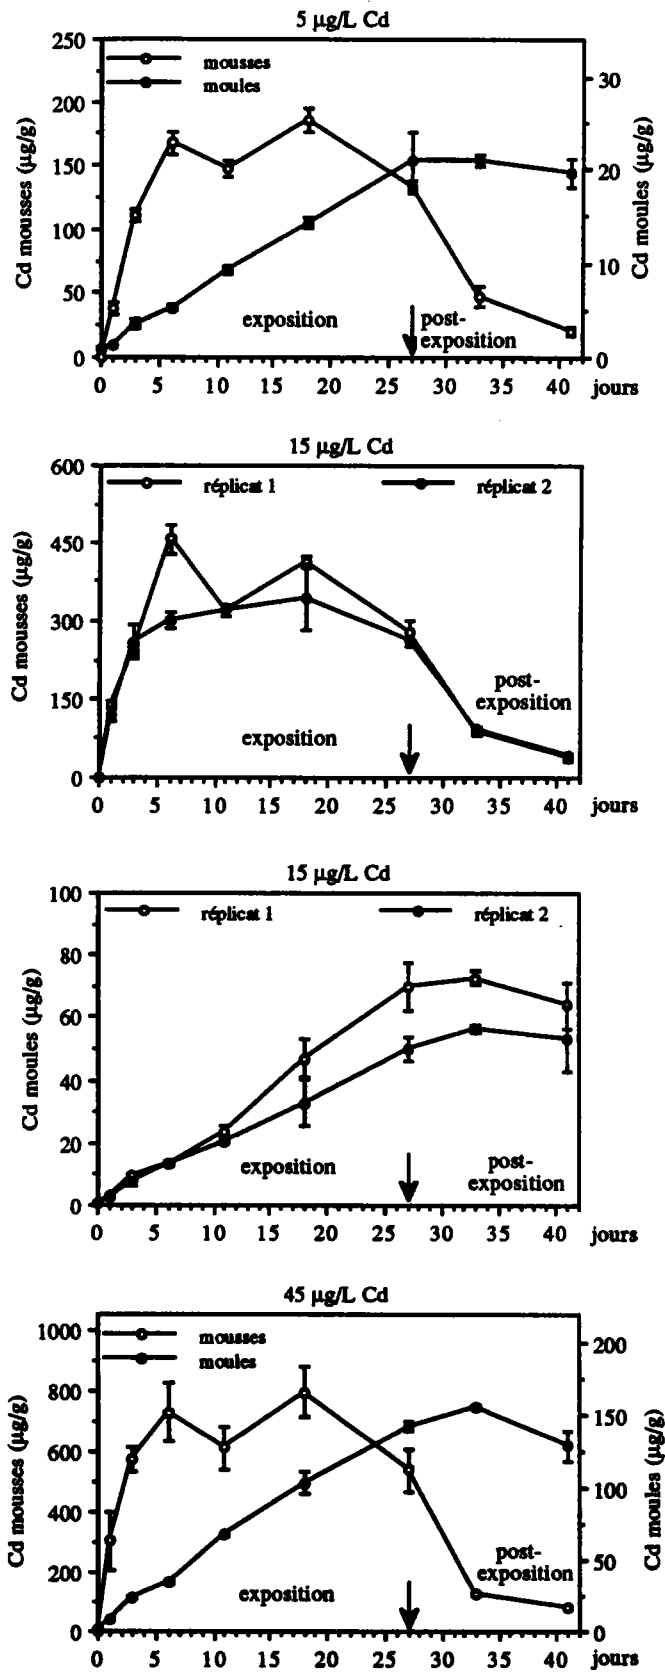 5 µg/L Cd
mousses
moules
Cd mousses (µg/g)
250
200
150
100
50
0
Cd moules (µg/g)
30
20
10
0
exposition
post-
exposition
0 5 10 15 20 25 30 35 40 jours
15 µg/L Cd
réplicat 1 réplicat 2
Cd mousses (µg/g)
600
450
300
150
0
post-
exposition
exposition
0 5 10 15 20 25 30 35 40 jours
15 µg/L Cd
réplicat 1 réplicat 2
Cd moules (µg/g)
100
80
60
40
20
0
exposition
post-
exposition
0 5 10 15 20 25 30 35 40 jours
45 µg/L Cd
mousses
moules
Cd mousses (µg/g)
1000
800
600
400
200
0
Cd moules (µg/g)
200
150
100
50
0
post-
exposition
exposition
0 5 10 15 20 25 30 35 40 jours